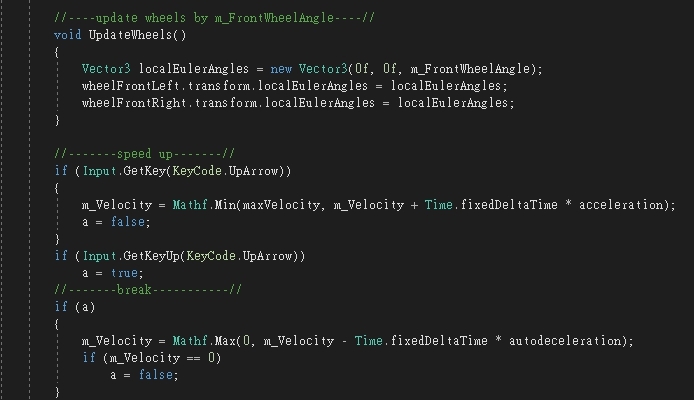 //----update wheels by m_FrontWheelAngle----//
void UpdateWheels()
{
Vector3 localEulerAngles = new Vector3(0f, 0f, m_FrontWheelAngle);
wheelFrontLeft.transform.localEulerAngles = localEulerAngles;
wheelFrontRight.transform.localEulerAngles = localEulerAngles;
}
//-------speed up-------//
if (Input.GetKey(KeyCode.UpArrow))
{
m_Velocity = Mathf.Min(maxVelocity, m_Velocity + Time.fixedDeltaTime * acceleration);
a = false;
}
if (Input.GetKeyUp(KeyCode.UpArrow))
a = true;
//-------break-----------//
if (a)
{
m_Velocity = Mathf.Max(0, m_Velocity - Time.fixedDeltaTime * autodeceleration);
if (m_Velocity == 0)
a = false;
}